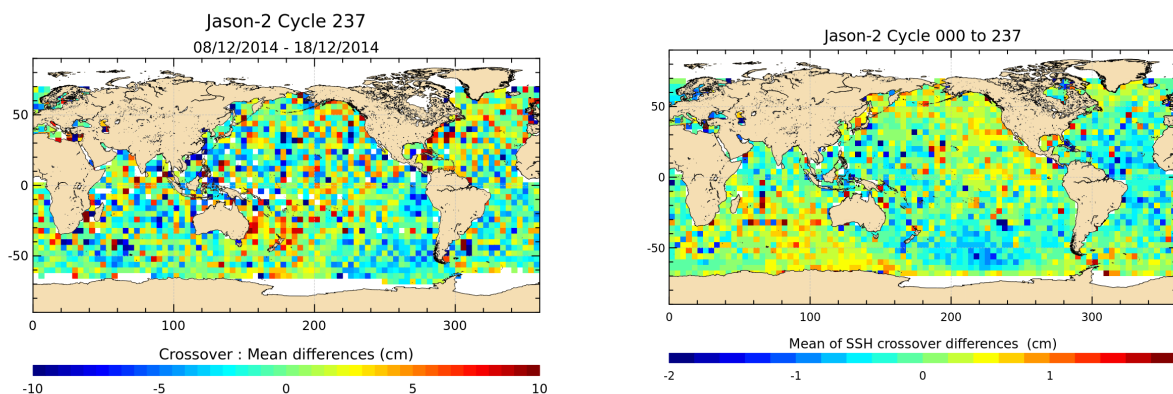 Jason-2 Cycle 237
08/12/2014 - 18/12/2014
50
0
-50
0 100 200 300
Crossover : Mean differences (cm)
-10 -5 0 5 10
Jason-2 Cycle 000 to 237
50
0
-50
0 100 200 300
Mean of SSH crossover differences (cm)
-2 -1 0 1